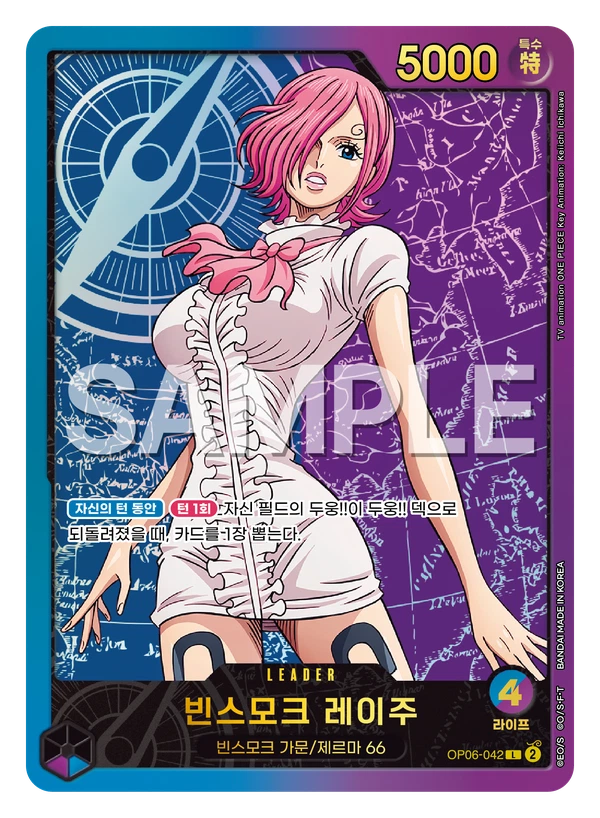 5000
특수
特
TV animation ONE PIECE Key Animation: Keiichi Ichikawa
SAMPLE
자신의 턴 동안 턴 1회 자신 필드의 두웅!!이 두웅!! 덱으로
되돌려졌을 때, 카드를 1장 뽑는다.
LEADER
빈스모크 레이주
빈스모크 가문/제르마 66
4
라이프
OP06-042 L 2
©E.O/S ©O/S·F·T BANDAI MADE IN KOREA